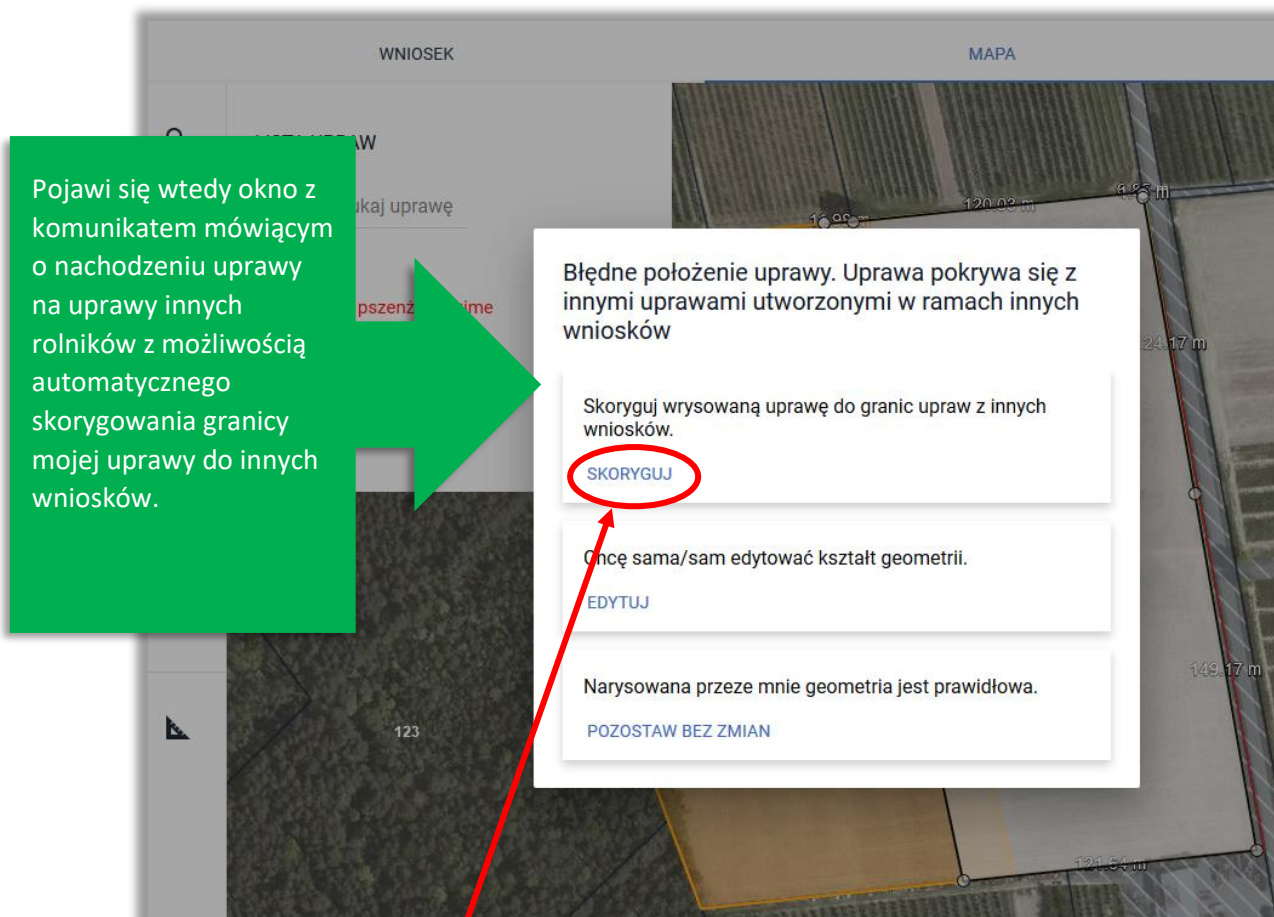 WNIOSEK
MAPA
Pojawi się wtedy okno z
komunikatem mówiącym
o nachodzeniu uprawy
na uprawy innych
rolników z możliwością
automatycznego
skorygowania granicy
mojej uprawy do innych
wniosków.
Błędne położenie uprawy. Uprawa pokrywa się z
innymi uprawami utworzonymi w ramach innych
wniosków
Skoryguj wrysowaną uprawę do granic upraw z innych
wniosków.
SKORYGUJ
Chcę sama/sam edytować kształt geometrii.
EDYTUJ
Narysowana przeze mnie geometria jest prawidłowa.
POZOSTAW BEZ ZMIAN
uprawę
120.03 m
149.17 m
121.64 m
123